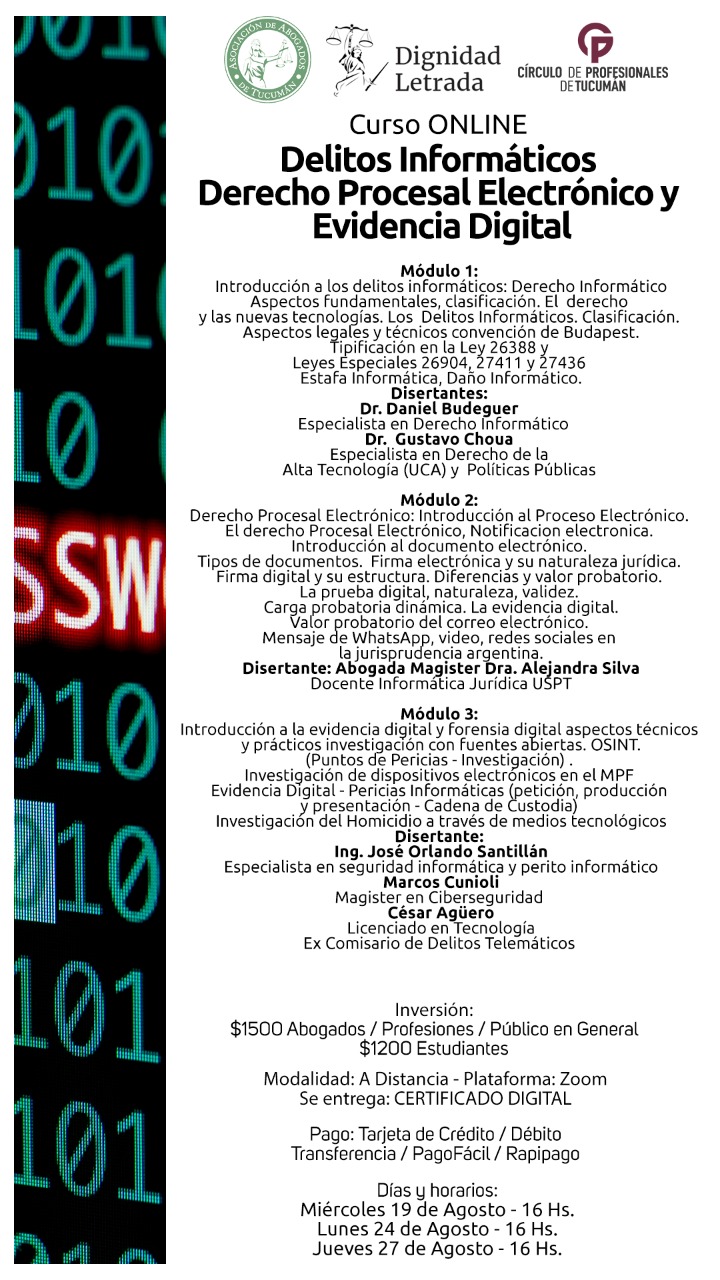 ASOCIACIÓN DE ABOGADOS
DE TUCUMÁN
Dignidad
Letrada
CÍRCULO DE PROFESIONALES
DE TUCUMÁN
Curso ONLINE
Delitos Informáticos
Derecho Procesal Electrónico y
Evidencia Digital
Módulo 1:
Introducción a los delitos informáticos: Derecho Informático
Aspectos fundamentales, clasificación. El derecho
y las nuevas tecnologías. Los Delitos Informáticos. Clasificación.
Aspectos legales y técnicos convención de Budapest.
Tipificación en la Ley 26388 y
Leyes Especiales 26904, 27411 y 27436
Estafa Informática, Daño Informático.
Disertantes:
Dr. Daniel Budeguer
Especialista en Derecho Informático
Dr. Gustavo Choua
Especialista en Derecho de la
Alta Tecnología (UCA) y Políticas Públicas
Módulo 2:
Derecho Procesal Electrónico: Introducción al Proceso Electrónico.
El derecho Procesal Electrónico, Notificacion electronica.
Introducción al documento electrónico.
Tipos de documentos. Firma electrónica y su naturaleza jurídica.
Firma digital y su estructura. Diferencias y valor probatorio.
La prueba digital, naturaleza, validez.
Carga probatoria dinámica. La evidencia digital.
Valor probatorio del correo electrónico.
Mensaje de WhatsApp, video, redes sociales en
la jurisprudencia argentina.
Disertante: Abogada Magister Dra. Alejandra Silva
Docente Informática Jurídica USPT
Módulo 3:
Introducción a la evidencia digital y forensia digital aspectos técnicos
y prácticos investigación con fuentes abiertas. OSINT.
(Puntos de Pericias - Investigación) .
Investigación de dispositivos electrónicos en el MPF
Evidencia Digital - Pericias Informáticas (petición, producción
y presentación - Cadena de Custodia)
Investigación del Homicidio a través de medios tecnológicos
Disertante:
Ing. José Orlando Santillán
Especialista en seguridad informática y perito informático
Marcos Cunioli
Magister en Ciberseguridad
César Agüero
Licenciado en Tecnología
Ex Comisario de Delitos Telemáticos
Inversión:
$1500 Abogados / Profesiones / Público en General
$1200 Estudiantes
Modalidad: A Distancia - Plataforma: Zoom
Se entrega: CERTIFICADO DIGITAL
Pago: Tarjeta de Crédito / Débito
Transferencia / PagoFácil / Rapipago
Días y horarios:
Miércoles 19 de Agosto - 16 Hs.
Lunes 24 de Agosto - 16 Hs.
Jueves 27 de Agosto - 16 Hs.
010
0101
1010
10
SSW
010
010
101
101
010